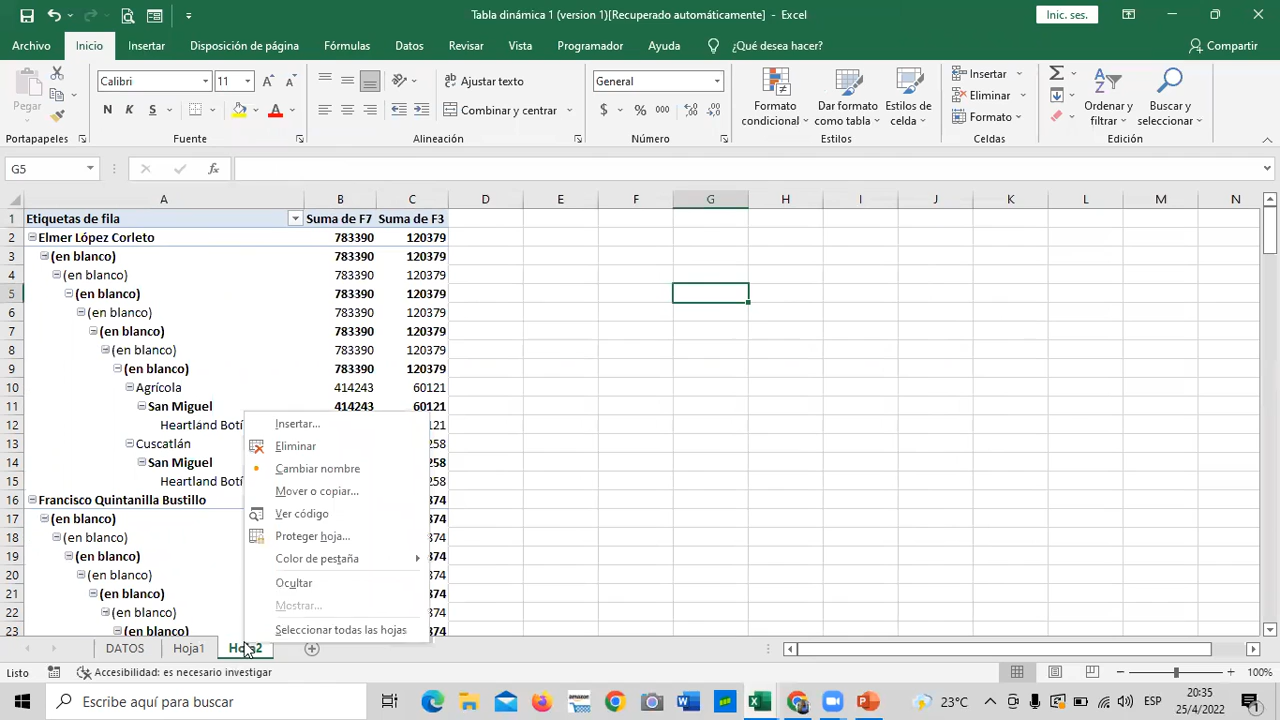 Tabla dinámica 1 (version 1)[Recuperado automáticamente] - Excel
Inic. ses.
Archivo Inicio Insertar Disposición de página Fórmulas Datos Revisar Vista Programador Ayuda ¿Qué desea hacer? Compartir
Pegar
Calibri 11
Ajustar texto
General
Formato condicional
Dar formato como tabla
Estilos de celda
Insertar
Eliminar
Formato
Ordenar y filtrar
Buscar y seleccionar
N K S
Combinar y centrar
$ % 000
Portapapeles Fuente Alineación Número Estilos Celdas Edición
G5
A B C D E F G H I J K L M N
1 Etiquetas de fila Suma de F7 Suma de F3
2 Elmer López Corleto 783390 120379
3 (en blanco) 783390 120379
4 (en blanco) 783390 120379
5 (en blanco) 783390 120379
6 (en blanco) 783390 120379
7 (en blanco) 783390 120379
8 (en blanco) 783390 120379
9 (en blanco) 783390 120379
10 Agrícola 414243 60121
11 San Miguel 414243 60121
12 Heartland Botí 121
13 Cuscatlán 258
14 San Miguel 258
15 Heartland Botí 258
16 Francisco Quintanilla Bustillo 374
17 (en blanco) 374
18 (en blanco) 374
19 (en blanco) 374
20 (en blanco) 374
21 (en blanco) 374
22 (en blanco) 374
23 (en blanco) 374
Insertar...
Eliminar
Cambiar nombre
Mover o copiar...
Ver código
Proteger hoja...
Color de pestaña
Ocultar
Mostrar...
Seleccionar todas las hojas
DATOS Hoja1 Hoja2
Listo Accesibilidad: es necesario investigar 100%
Escribe aquí para buscar
23°C
ESP
20:35
25/4/2022